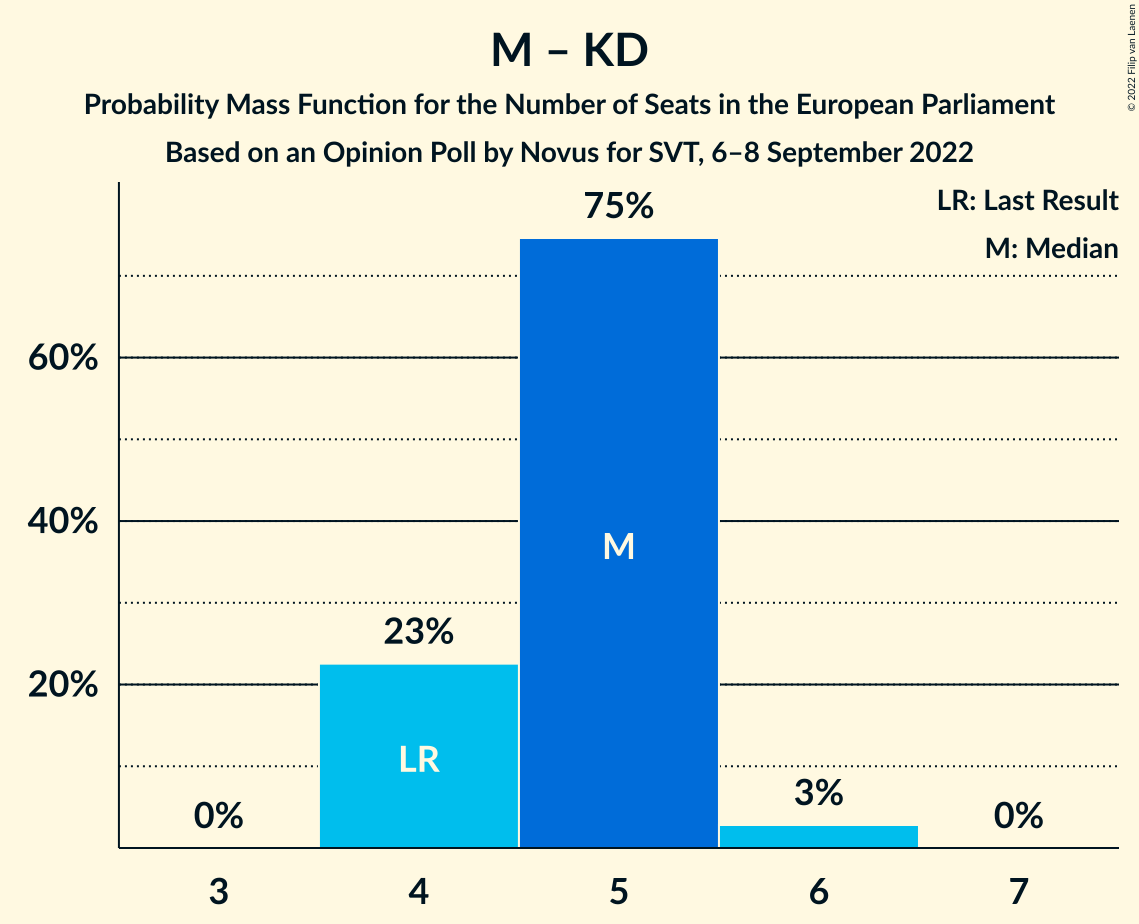 M – KD
Probability Mass Function for the Number of Seats in the European Parliament
Based on an Opinion Poll by Novus for SVT, 6–8 September 2022
© 2022 Filip van Laenen
LR: Last Result
M: Median
75%
60%
40%
20%
M
23%
LR
0%
3%
0%
3 4 5 6 7